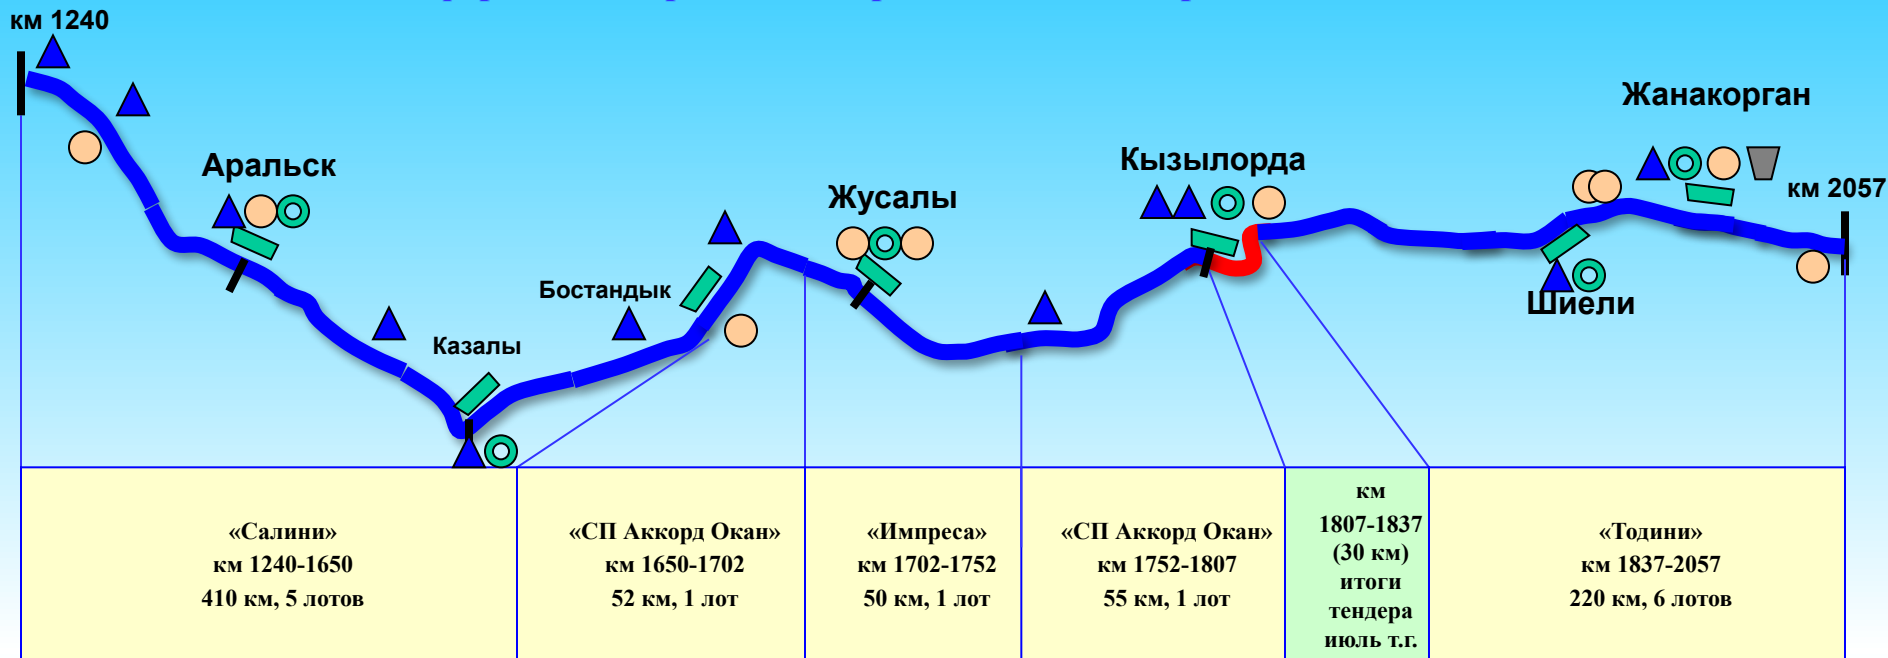 км 1240
Жанакорган
Аральск
Кызылорда
Жусалы
км 2057
Бостандык
Шиели
Казалы
«Салини»
км 1240-1650
410 км, 5 лотов
«СП Аккорд Окан»
км 1650-1702
52 км, 1 лот
«Импреса»
км 1702-1752
50 км, 1 лот
«СП Аккорд Окан»
км 1752-1807
55 км, 1 лот
км
1807-1837
(30 км)
итоги
тендера
июль т.г.
«Тодини»
км 1837-2057
220 км, 6 лотов